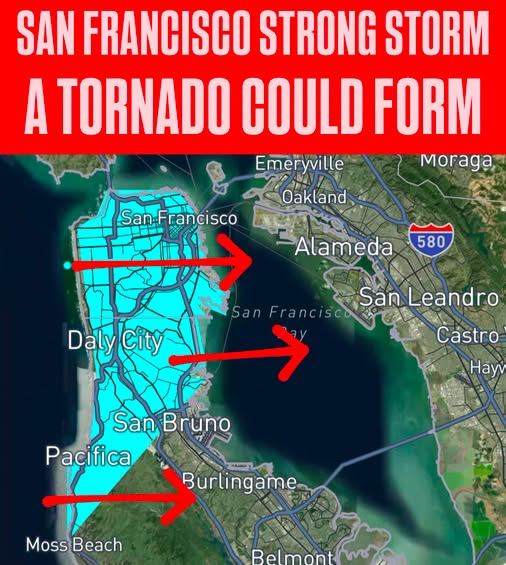 SAN FRANCISCO STRONG STORM
A TORNADO COULD FORM
Emeryville
Moraga
Oakland
San Francisco
580
Alameda
San Leandro
San Francisco
Bay
Daly City
Castro
Hayw
San Bruno
Pacifica
Burlingame
Moss Beach
Belmont